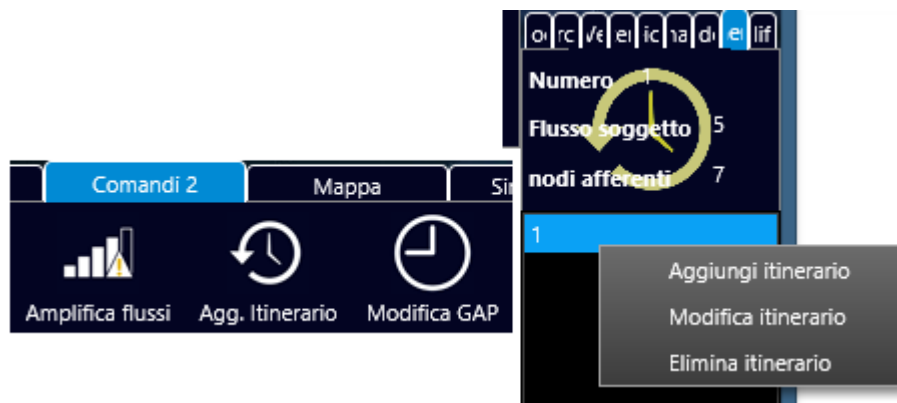 Comandi 2
Mappa
Amplifica flussi
Agg. Itinerario
Modifica GAP
Numero 1
Flusso soggetto 5
nodi afferenti 7
1
Aggiungi itinerario
Modifica itinerario
Elimina itinerario